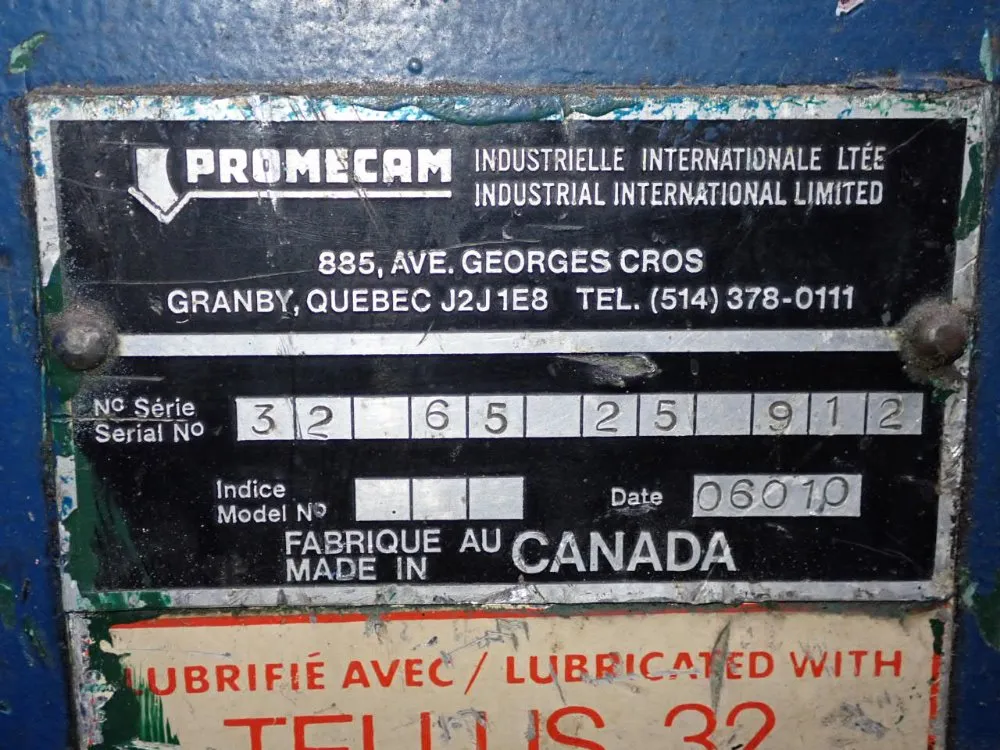 PROMECAM
INDUSTRIELLE INTERNATIONALE LTÉE
INDUSTRIAL INTERNATIONAL LIMITED
885, AVE. GEORGES CROS
GRANBY, QUEBEC J2J 1E8 TEL. (514) 378-0111
Nº Série
Serial Nº
32 65 25 912
Indice
Model Nº
Date 06010
FABRIQUE AU
MADE IN
CANADA
LUBRIFIÉ AVEC / LUBRICATED WITH
TELLUS 32